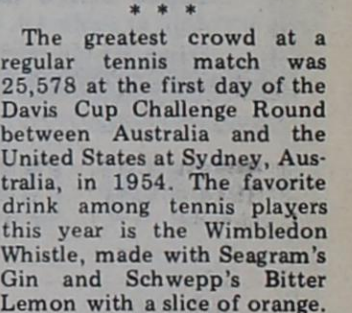 * * *
The greatest crowd at a
regular tennis match was
25,578 at the first day of the
Davis Cup Challenge Round
between Australia and the
United States at Sydney, Aus-
tralia, in 1954. The favorite
drink among tennis players
this year is the Wimbledon
Whistle, made with Seagram's
Gin and Schwepp's Bitter
Lemon with a slice of orange.